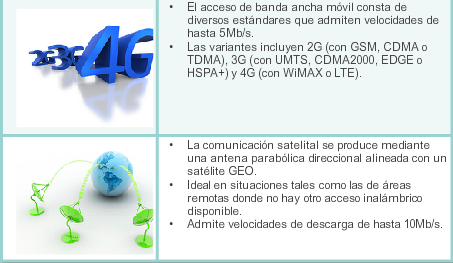 2G 3G 4G
• El acceso de banda ancha móvil consta de
diversos estándares que admiten velocidades de
hasta 5Mb/s.
• Las variantes incluyen 2G (con GSM, CDMA o
TDMA), 3G (con UMTS, CDMA2000, EDGE o
HSPA+) y 4G (con WiMAX o LTE).
• La comunicación satelital se produce mediante
una antena parabólica direccional alineada con un
satélite GEO.
• Ideal en situaciones tales como las de áreas
remotas donde no hay otro acceso inalámbrico
disponible.
• Admite velocidades de descarga de hasta 10Mb/s.